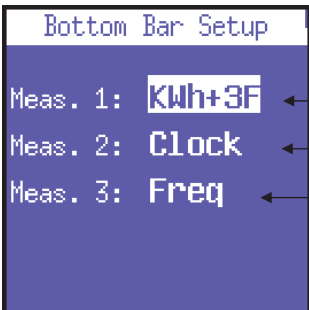 Bottom Bar Setup
Meas. 1: KWh+3F
Meas. 2: Clock
Meas. 3: Freq